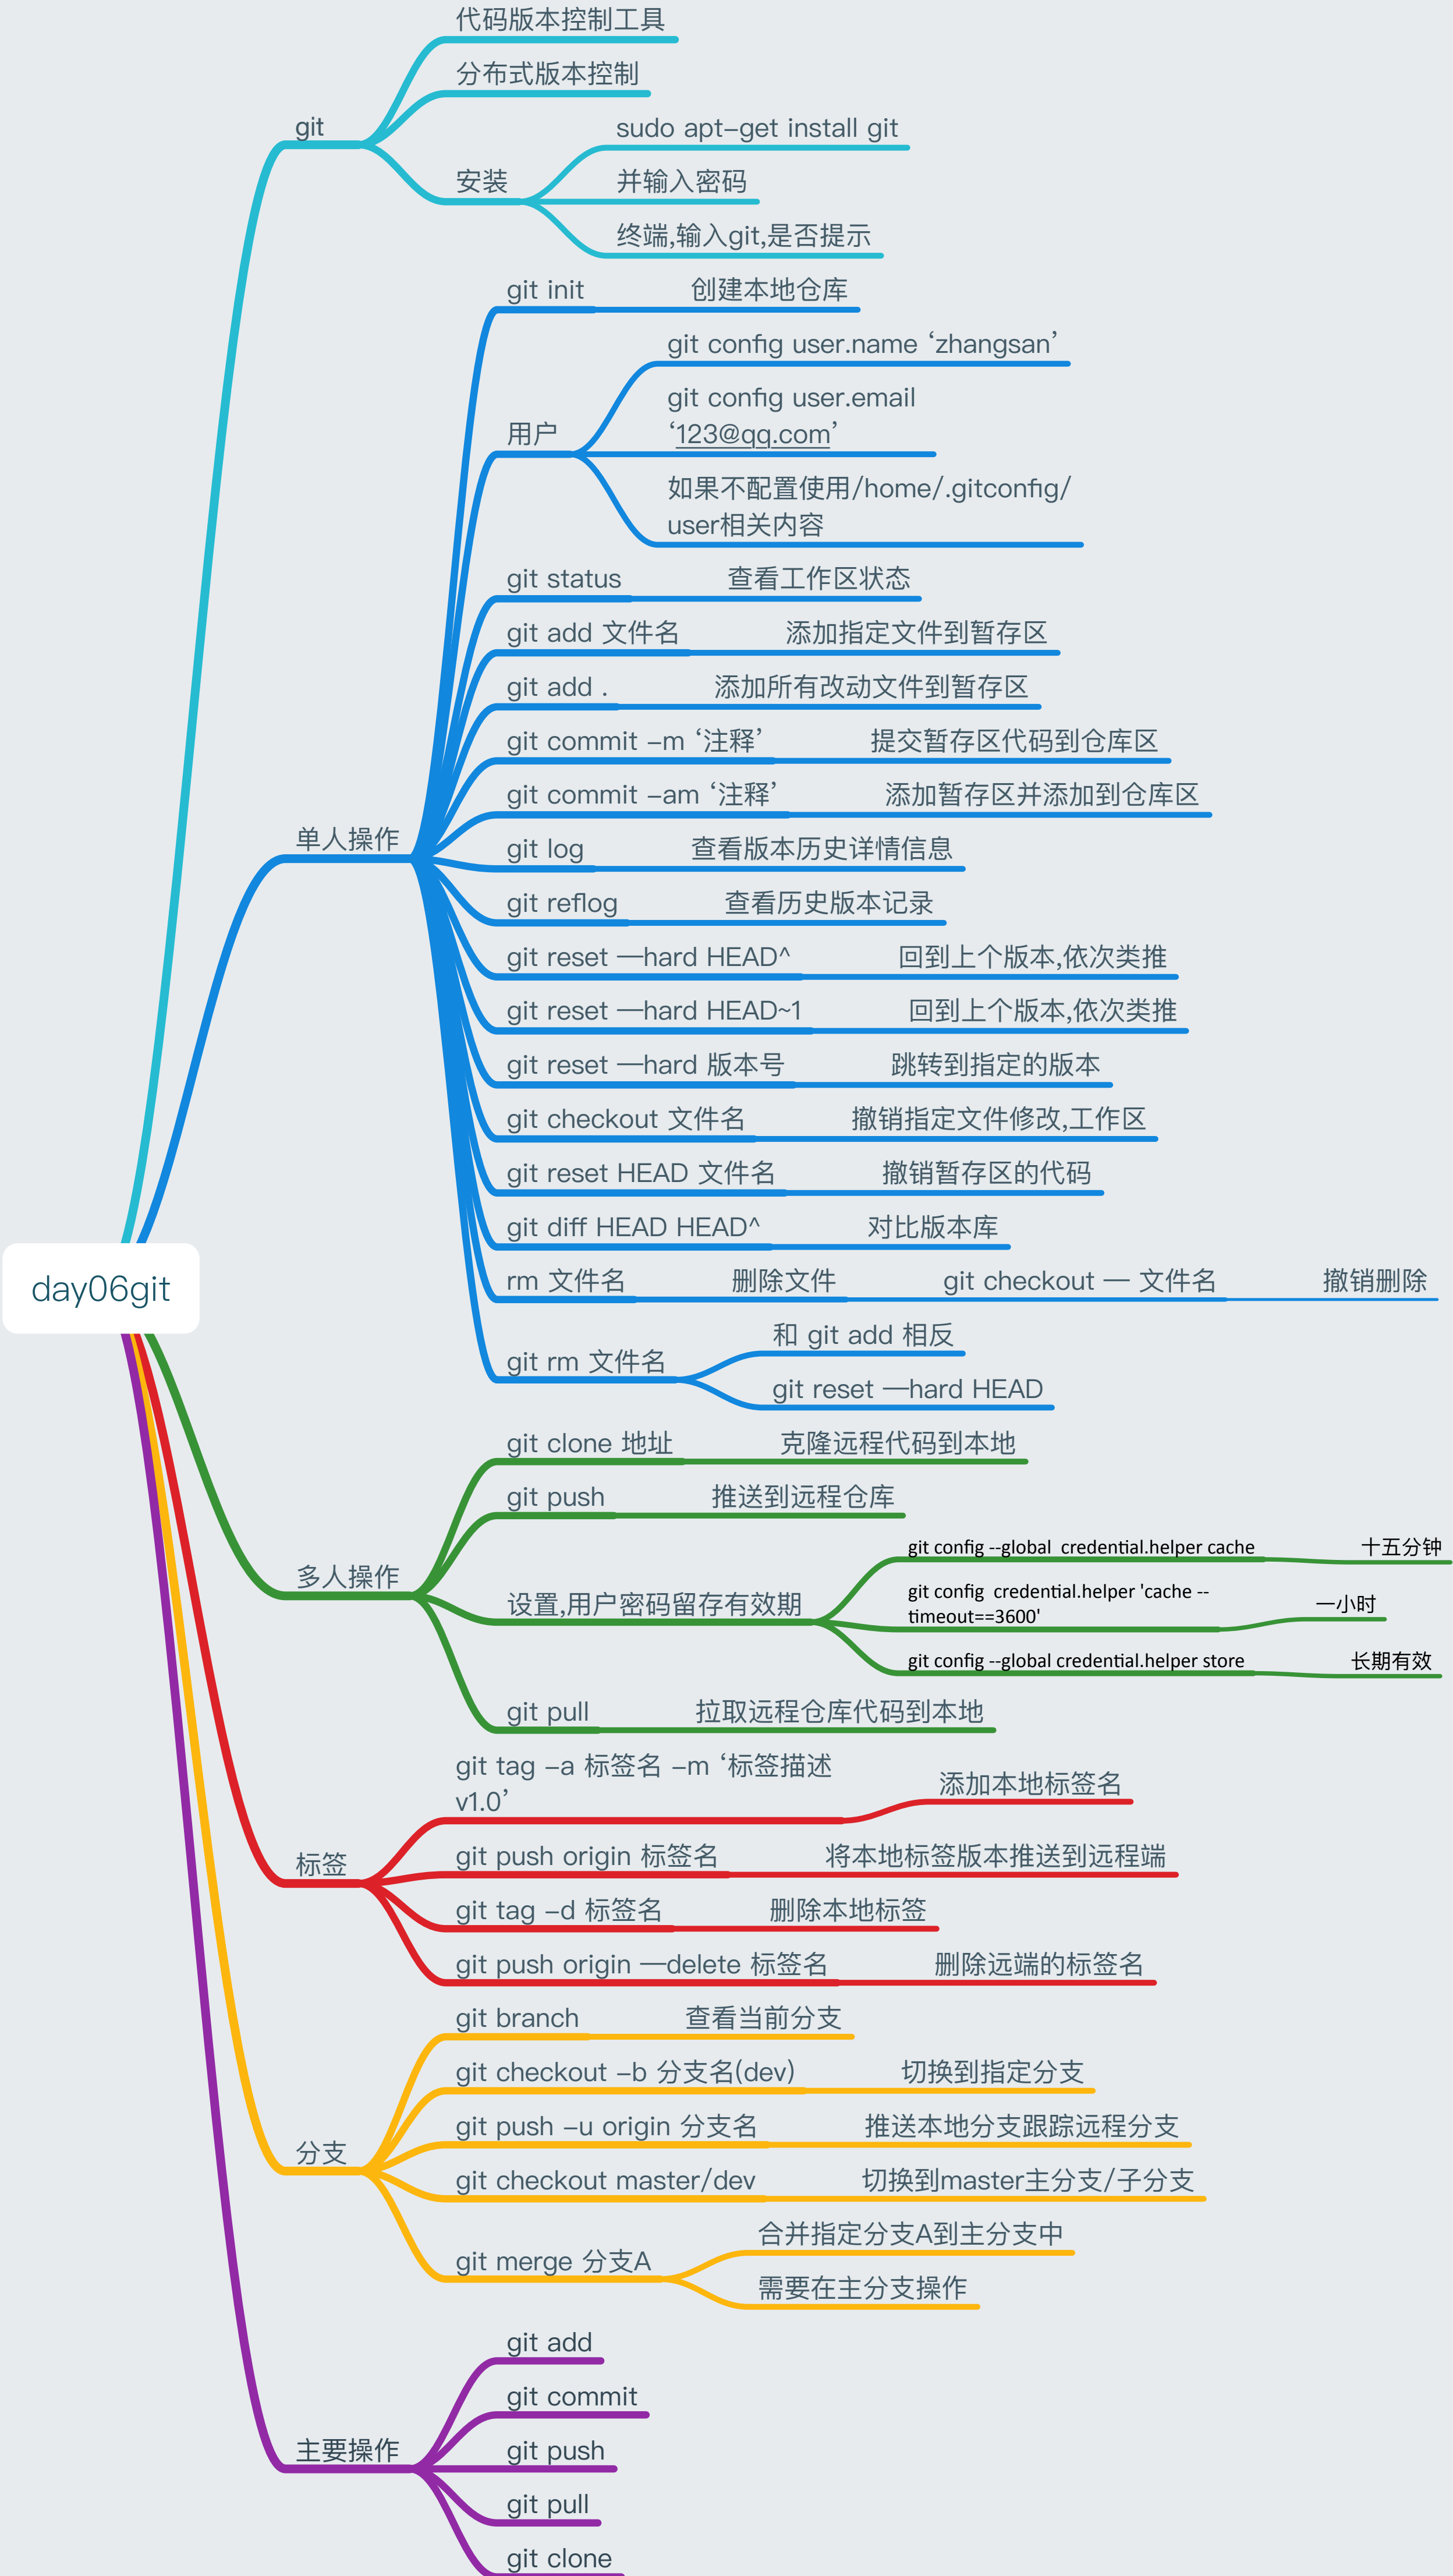 代码版本控制工具
分布式版本控制
git
sudo apt-get install git
安装
并输入密码
终端,输入git,是否提示
git init 创建本地仓库
git config user.name ‘zhangsan’
git config user.email
‘123@qq.com’
用户
如果不配置使用/home/.gitconfig/
user相关内容
git status 查看工作区状态
git add 文件名 添加指定文件到暂存区
git add . 添加所有改动文件到暂存区
git commit -m ‘注释’ 提交暂存区代码到仓库区
git commit -am ‘注释’ 添加暂存区并添加到仓库区
单人操作
git log 查看版本历史详情信息
git reflog 查看历史版本记录
git reset —hard HEAD^ 回到上个版本,依次类推
git reset —hard HEAD~1 回到上个版本,依次类推
git reset —hard 版本号 跳转到指定的版本
git checkout 文件名 撤销指定文件修改,工作区
git reset HEAD 文件名 撤销暂存区的代码
git diff HEAD HEAD^ 对比版本库
day06git
rm 文件名 删除文件 git checkout — 文件名 撤销删除
和 git add 相反
git rm 文件名
git reset —hard HEAD
git clone 地址 克隆远程代码到本地
git push 推送到远程仓库
多人操作
git config --global  credential.helper cache 十五分钟
设置,用户密码留存有效期
git config  credential.helper 'cache --
timeout==3600'
一小时
git config --global credential.helper store 长期有效
git pull 拉取远程仓库代码到本地
git tag -a 标签名 -m ‘标签描述
v1.0’
添加本地标签名
标签
git push origin 标签名 将本地标签版本推送到远程端
git tag -d 标签名 删除本地标签
git push origin —delete 标签名 删除远端的标签名
git branch 查看当前分支
git checkout -b 分支名(dev) 切换到指定分支
git push -u origin 分支名 推送本地分支跟踪远程分支
分支
git checkout master/dev 切换到master主分支/子分支
合并指定分支A到主分支中
git merge 分支A
需要在主分支操作
git add
git commit
主要操作
git push
git pull
git clone